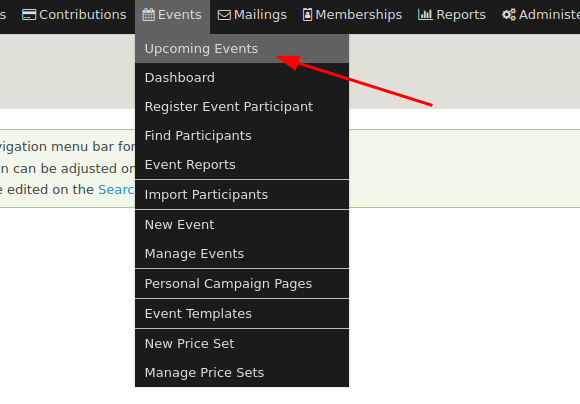 s Contributions Events Mailings Memberships Reports Administe
Upcoming Events
Dashboard
Register Event Participant
vigation menu bar for
Find Participants
n can be adjusted on
Event Reports
e edited on the Searc
Import Participants
New Event
Manage Events
Personal Campaign Pages
Event Templates
New Price Set
Manage Price Sets